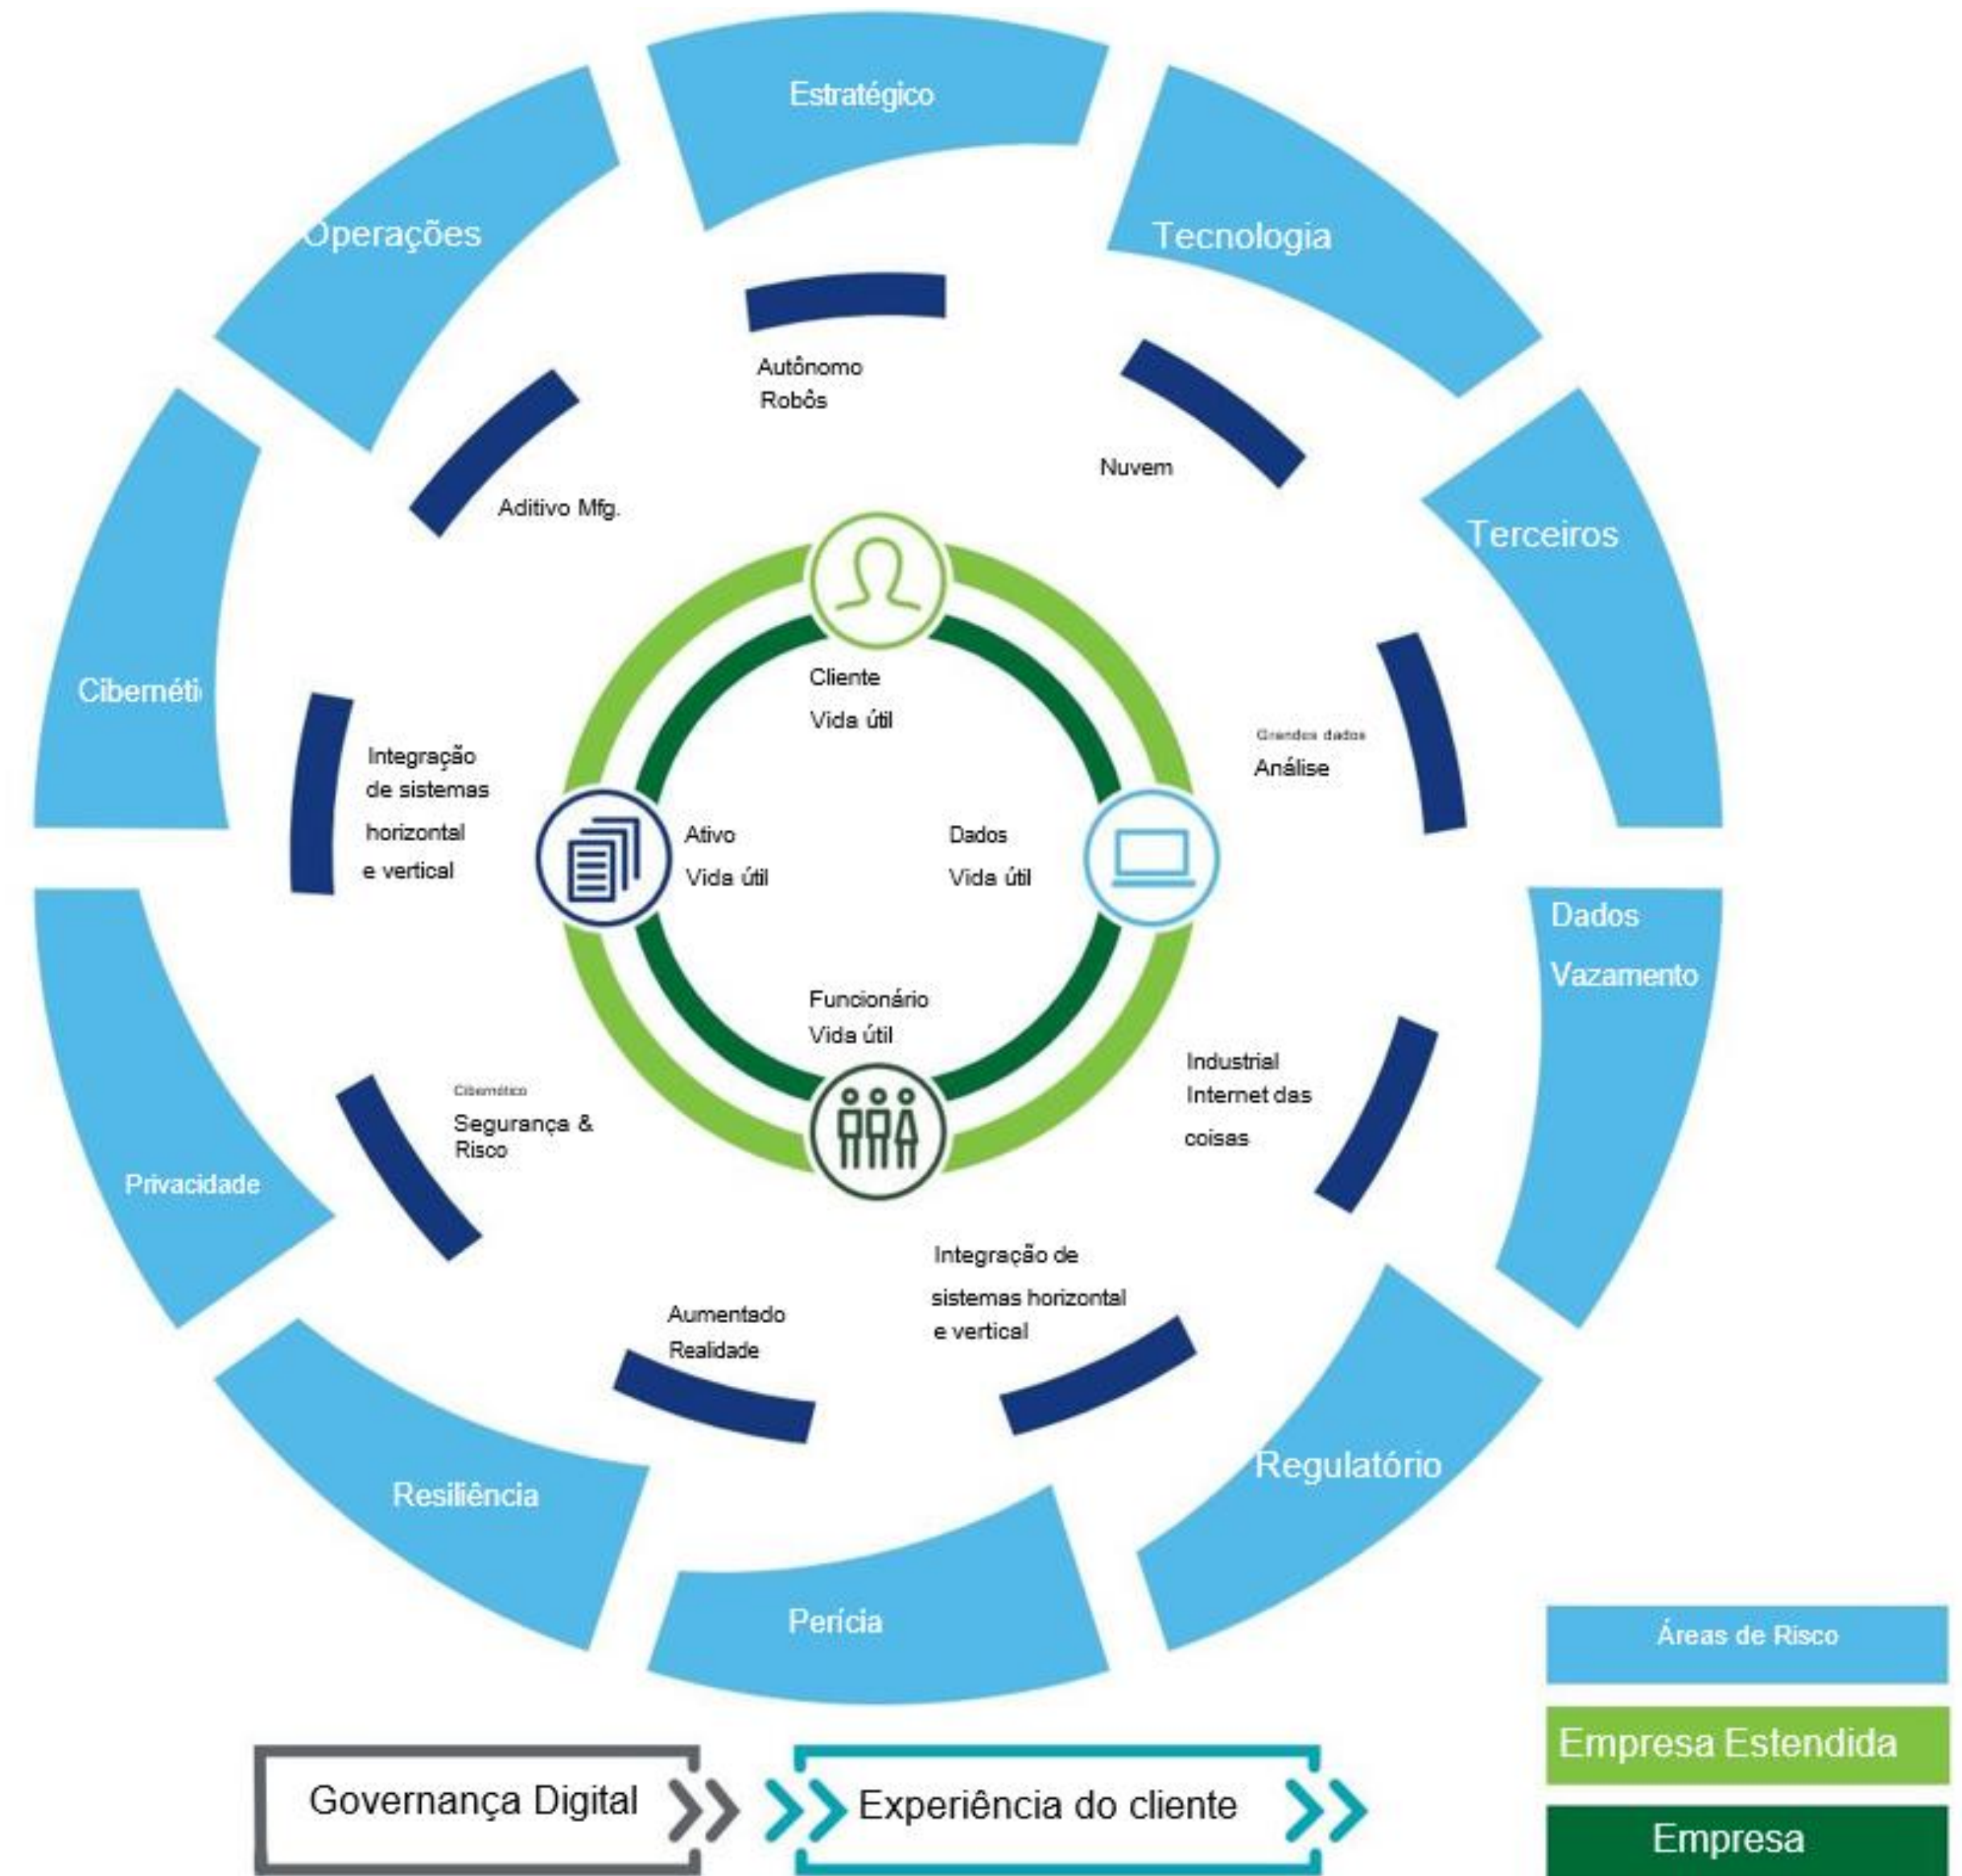 Estratégico
Operações
Tecnologia
Autônomo
Robôs
Nuvem
Aditivo Mfg.
Terceiros
Cliente
Vida útil
Cibernéti
Grandes dados
Análise
Integração
de sistemas
horizontal
e vertical
Ativo
Vida útil
Dados
Vida útil
Dados
Vazamento
Funcionário
Vida útil
Industrial
Internet das
coisas
Cibernético
Segurança &
Risco
Privacidade
Integração de
sistemas horizontal
e vertical
Aumentado
Realidade
Regulatório
Resiliência
Perícia
Áreas de Risco
Empresa Estendida
Empresa
Governança Digital
Experiência do cliente